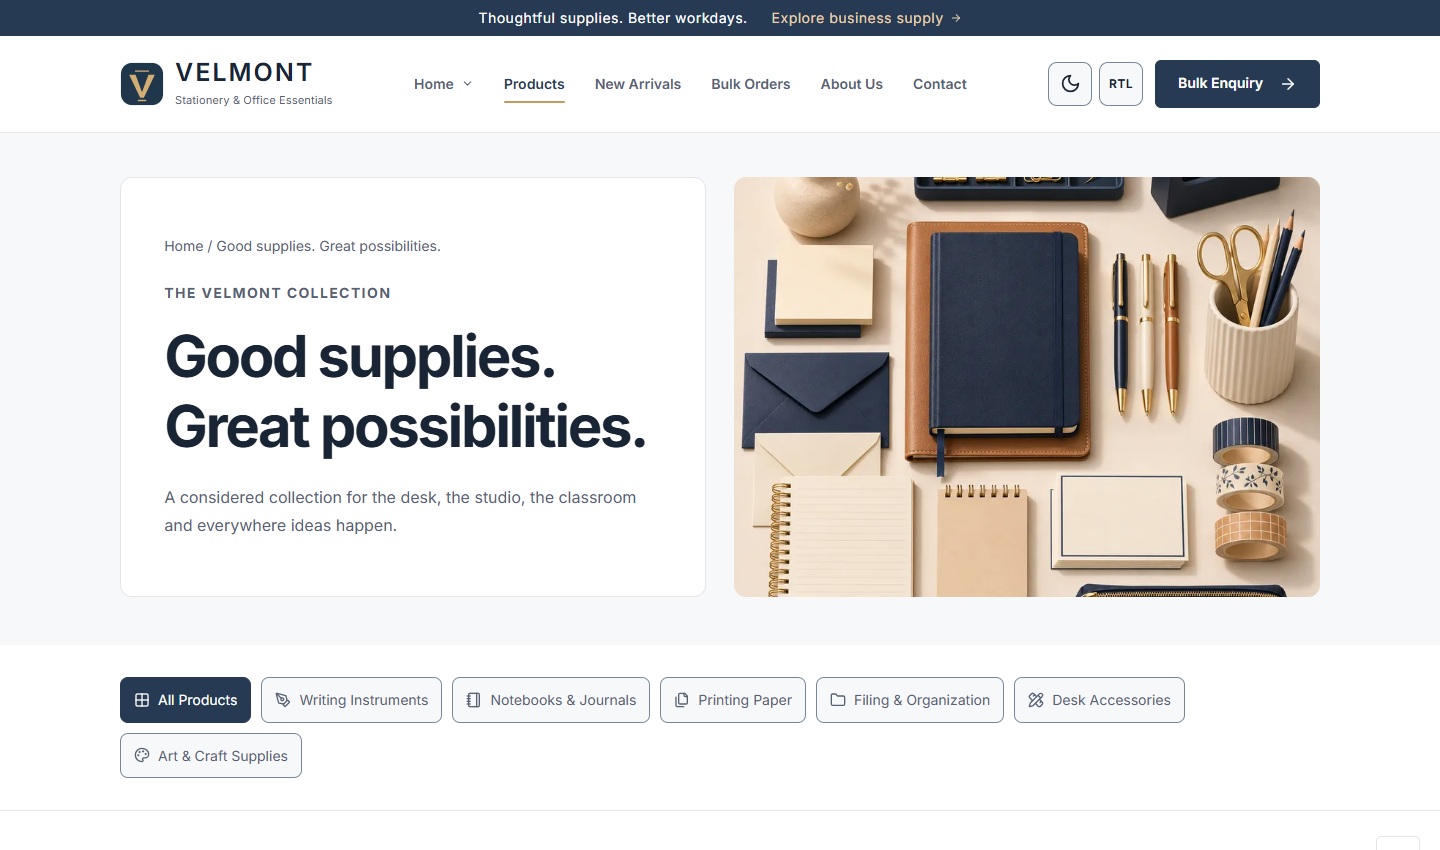 Thoughtful supplies. Better workdays. Explore business supply →
VELMONT
Stationery & Office Essentials
Home
Products
New Arrivals
Bulk Orders
About Us
Contact
RTL
Bulk Enquiry →
Home / Good supplies. Great possibilities.
THE VELMONT COLLECTION
Good supplies.
Great possibilities.
A considered collection for the desk, the studio, the classroom
and everywhere ideas happen.
All Products
Writing Instruments
Notebooks & Journals
Printing Paper
Filing & Organization
Desk Accessories
Art & Craft Supplies